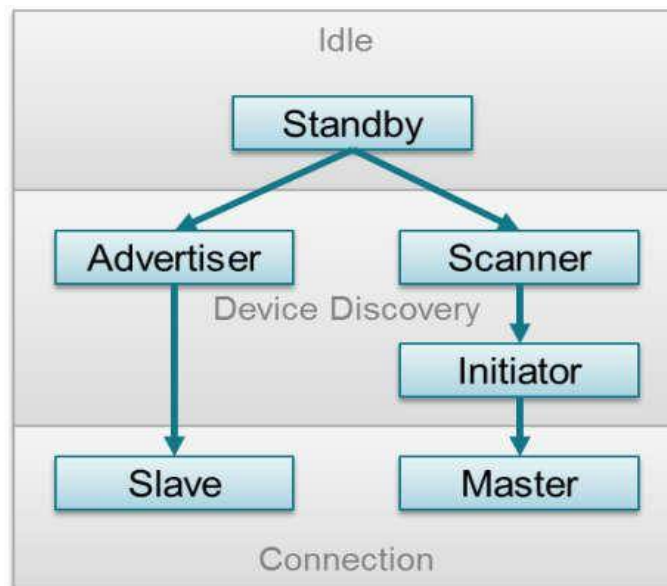 Idle
Standby
Advertiser
Scanner
Device Discovery
Initiator
Slave
Master
Connection